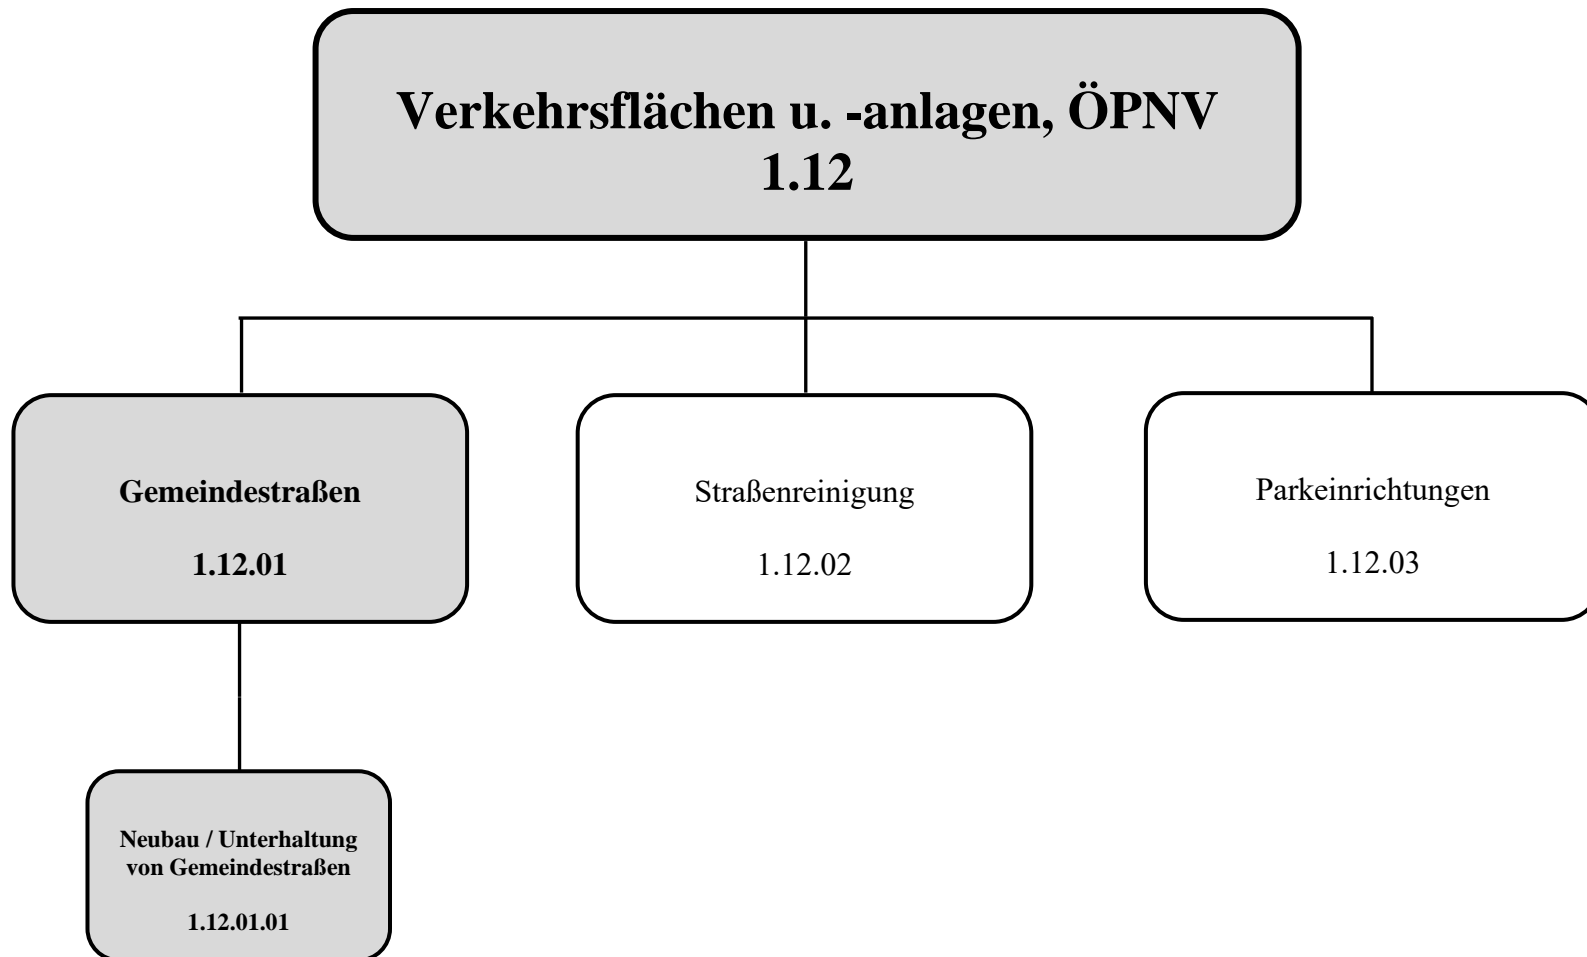 Verkehrsflächen u. -anlagen, ÖPNV
1.12
Gemeindestraßen
1.12.01
Straßenreinigung
1.12.02
Parkeinrichtungen
1.12.03
Neubau / Unterhaltung
von Gemeindestraßen
1.12.01.01